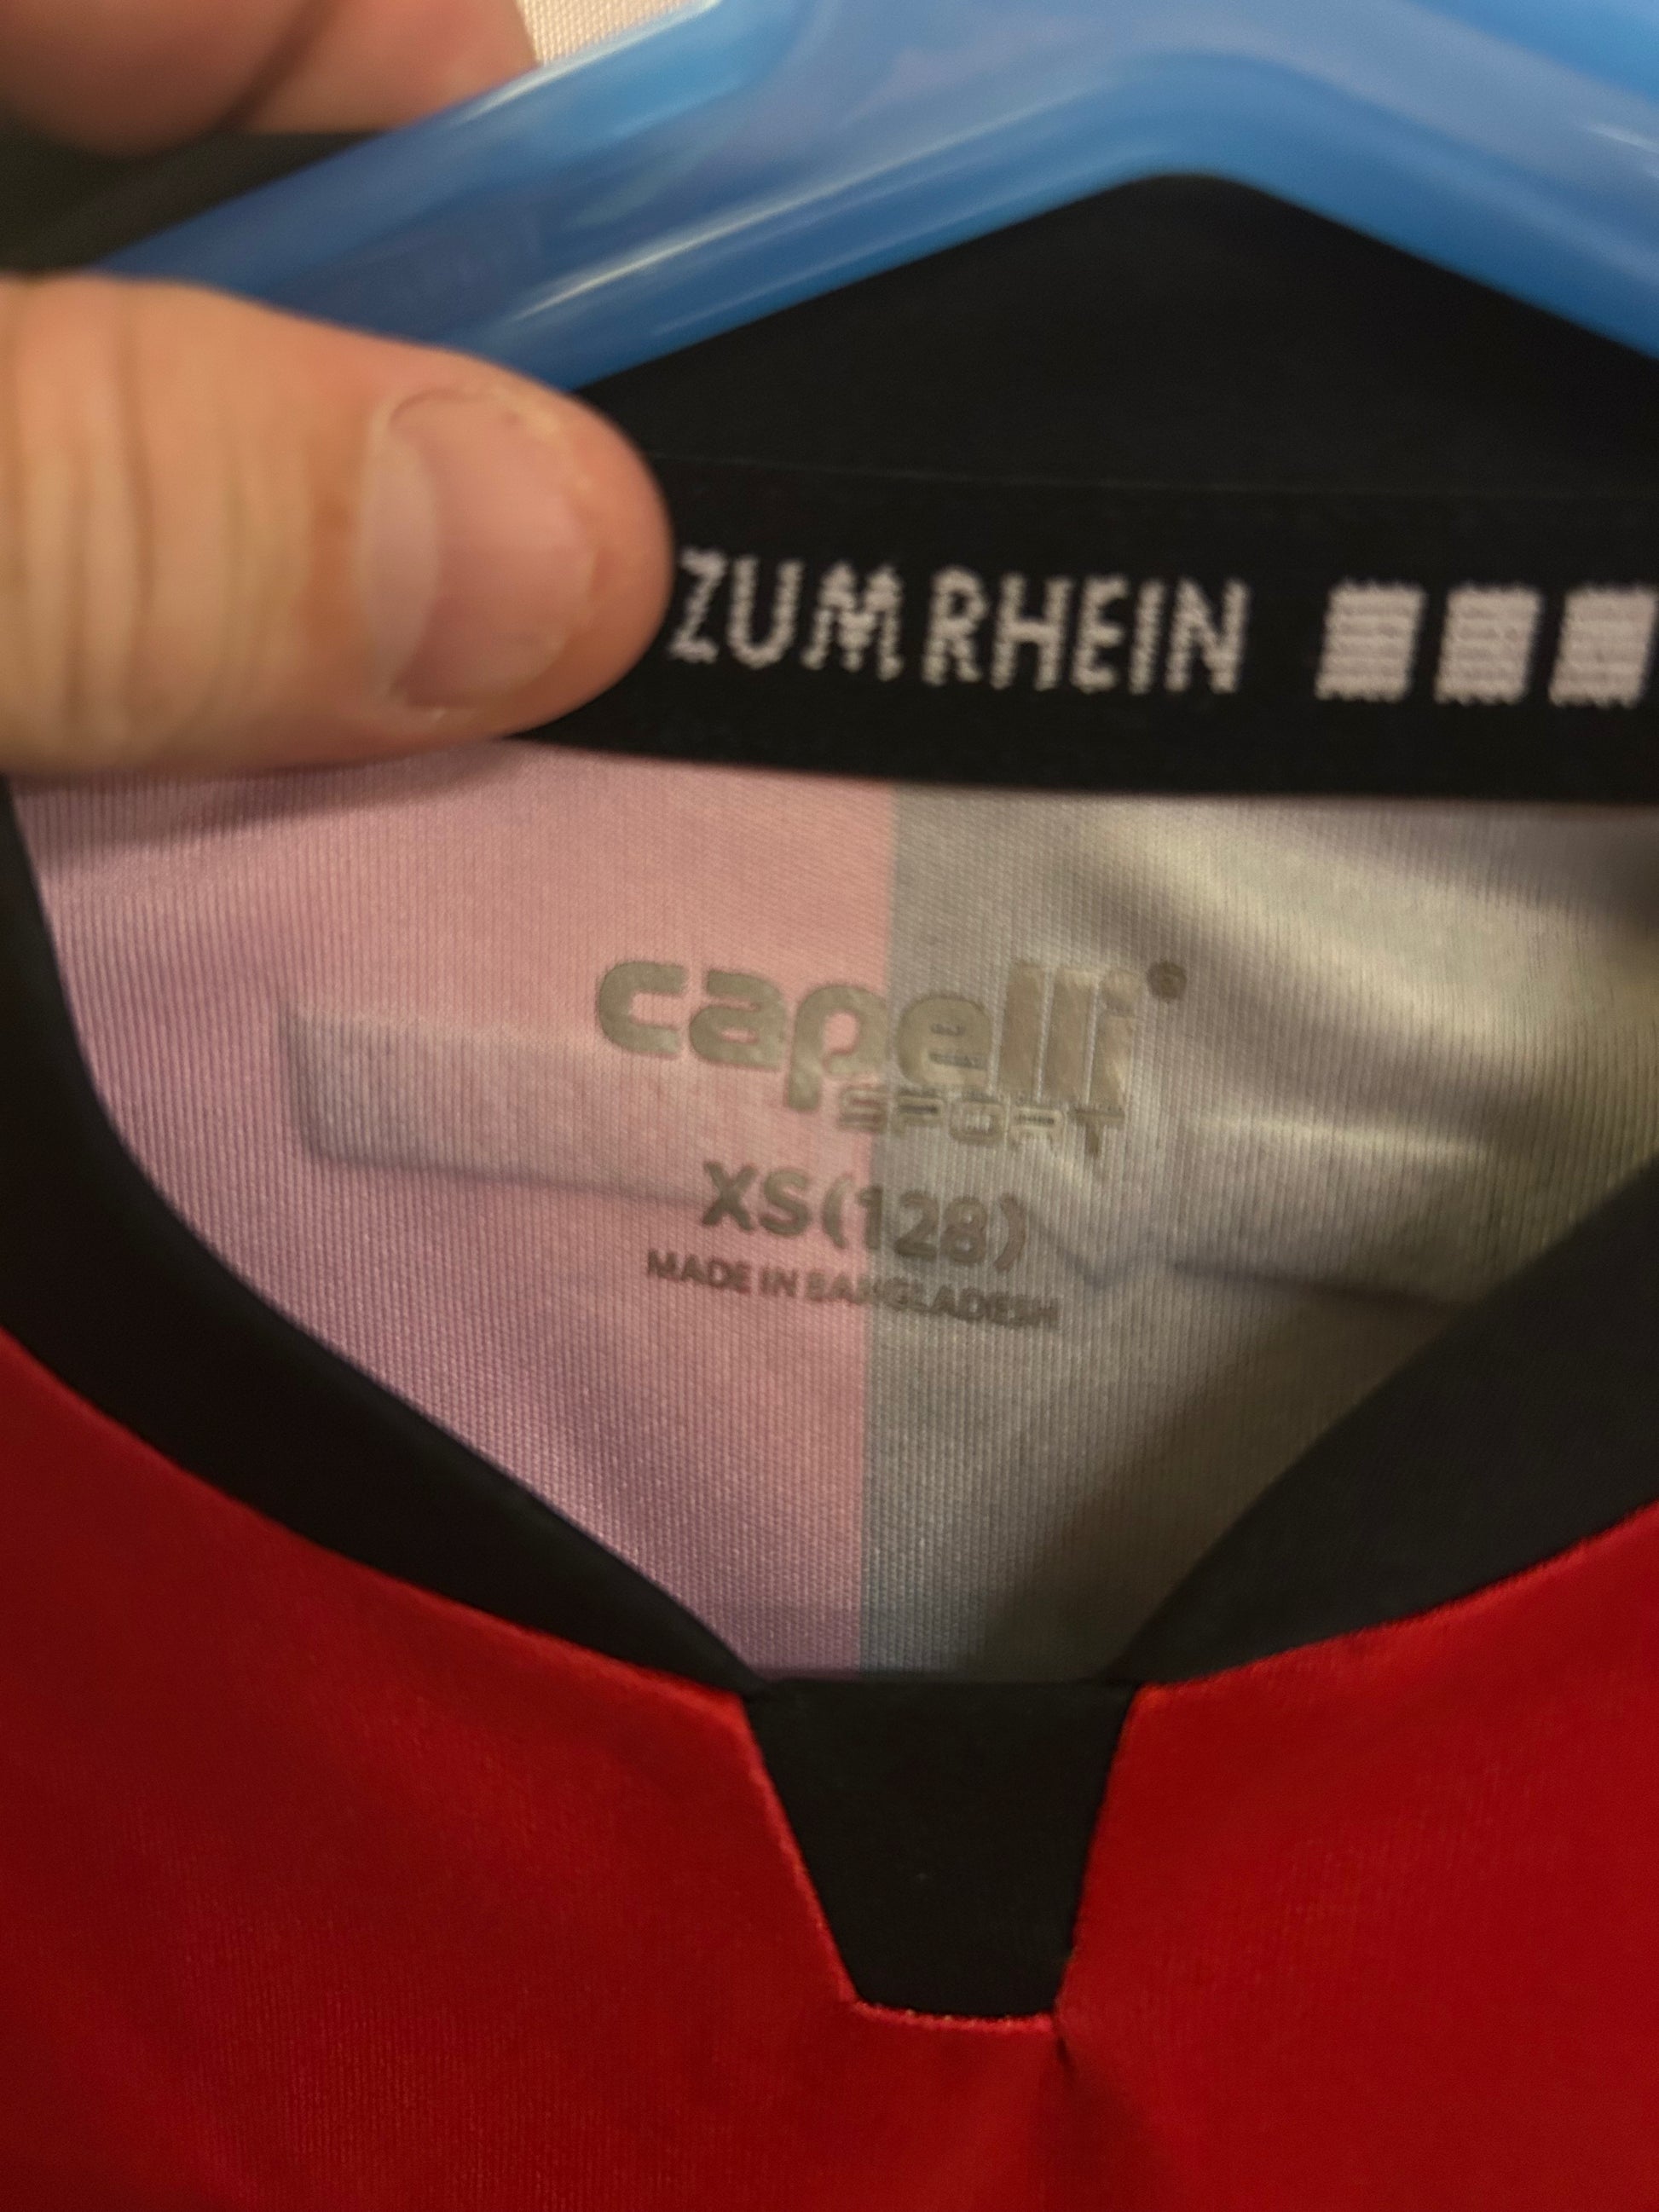 ZUM RHEIN
capelli®
SPORT
XS(128)
MADE IN BANGLADESH